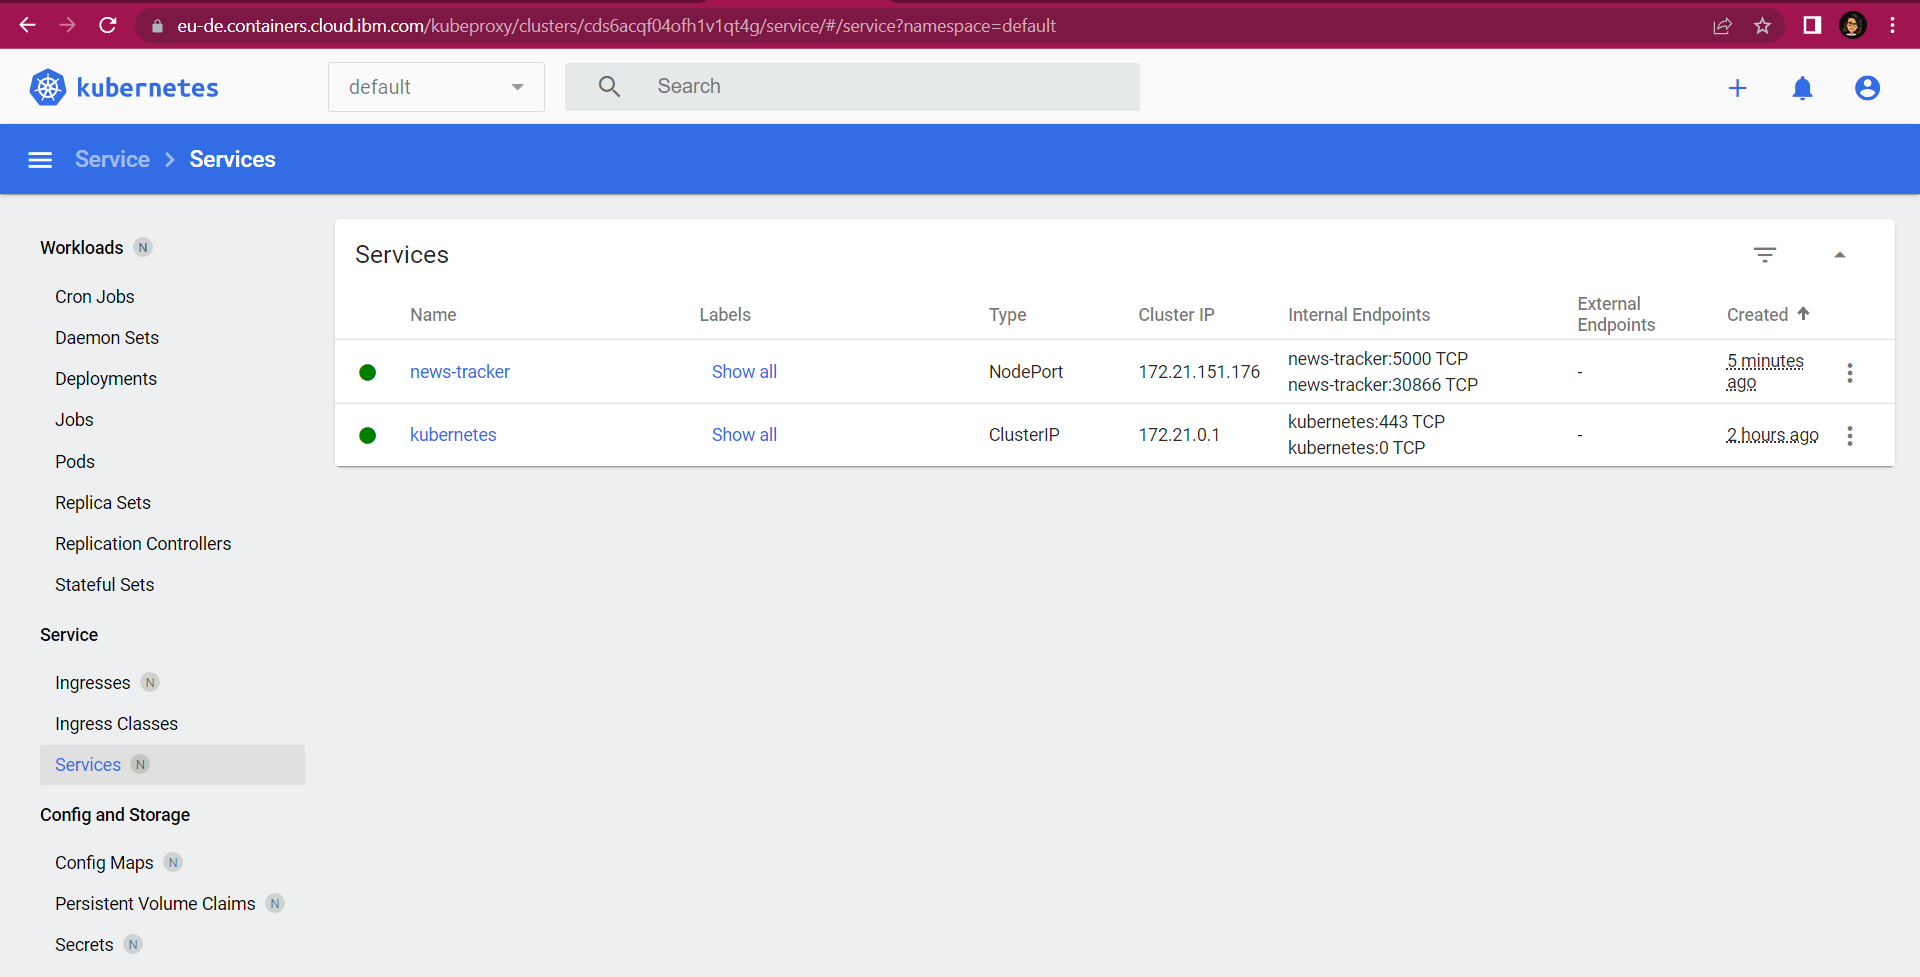 eu-de.containers.cloud.ibm.com/kubeproxy/clusters/cds6acqf04ofh1v1qt4g/service/#/service?namespace=default
kubernetes
default
Search
Service > Services
Workloads N
Cron Jobs
Daemon Sets
Deployments
Jobs
Pods
Replica Sets
Replication Controllers
Stateful Sets
Service
Ingresses N
Ingress Classes
Services N
Config and Storage
Config Maps N
Persistent Volume Claims N
Secrets N
Services
Name Labels Type Cluster IP Internal Endpoints External Endpoints Created
news-tracker Show all NodePort 172.21.151.176 news-tracker:5000 TCP - 5 minutes ago
news-tracker:30866 TCP
kubernetes Show all ClusterIP 172.21.0.1 kubernetes:443 TCP - 2 hours ago
kubernetes:0 TCP